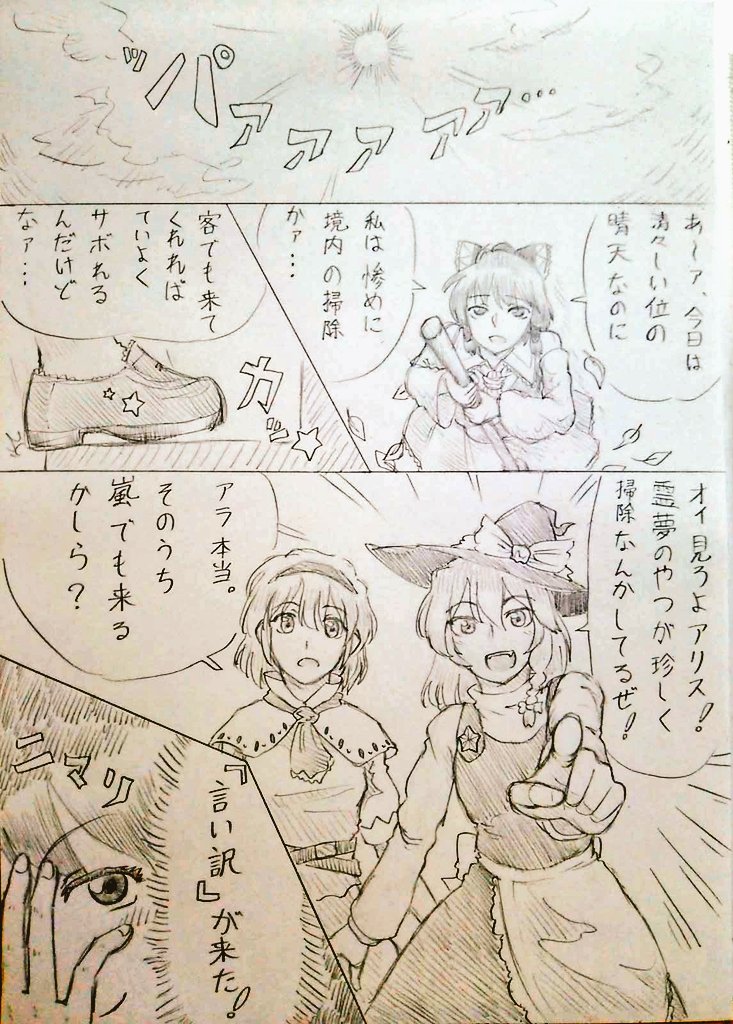 ッパァァァァァ…
あ〜ァ、今日は
清々しい位の
晴天なのに
私は惨めに
境内の掃除
かァ…
客でも来て
くれれば
ていよく
サボれる
んだけど
なァ…
カッ☆
オイ見ろよアリス!
霊夢のやつが珍しく
掃除なんかしてるぜ!
アラ本当。
そのうち
嵐でも来る
かしら?
ニマリ
『言い訳』が来た!